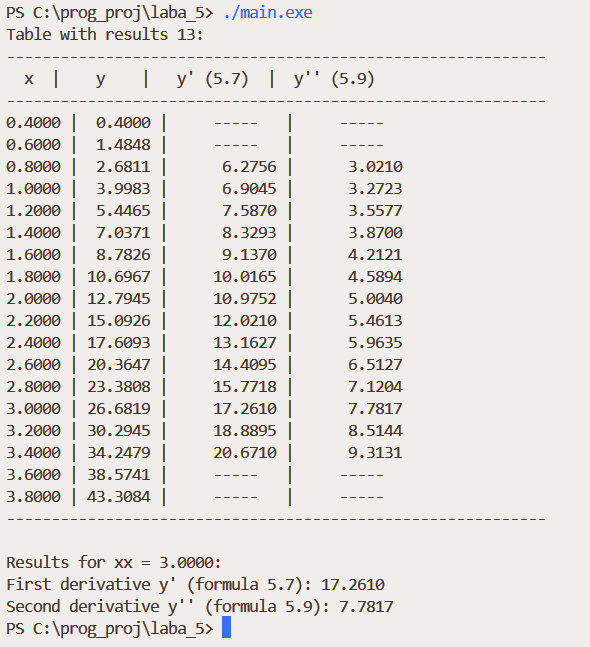 PS C:\prog_proj\laba_5> ./main.exe
Table with results 13:
------------------------------------------------------------
  x  |    y    |   y' (5.7)  |  y'' (5.9)
------------------------------------------------------------
0.4000 |  0.4000 |     -----   |     -----
0.6000 |  1.4848 |     -----   |     -----
0.8000 |  2.6811 |      6.2756 |      3.0210
1.0000 |  3.9983 |      6.9045 |      3.2723
1.2000 |  5.4465 |      7.5870 |      3.5577
1.4000 |  7.0371 |      8.3293 |      3.8700
1.6000 |  8.7826 |      9.1370 |      4.2121
1.8000 | 10.6967 |     10.0165 |      4.5894
2.0000 | 12.7945 |     10.9752 |      5.0040
2.2000 | 15.0926 |     12.0210 |      5.4613
2.4000 | 17.6093 |     13.1627 |      5.9635
2.6000 | 20.3647 |     14.4095 |      6.5127
2.8000 | 23.3808 |     15.7718 |      7.1204
3.0000 | 26.6819 |     17.2610 |      7.7817
3.2000 | 30.2945 |     18.8895 |      8.5144
3.4000 | 34.2479 |     20.6710 |      9.3131
3.6000 | 38.5741 |     -----   |     -----
3.8000 | 43.3084 |     -----   |     -----
------------------------------------------------------------
Results for xx = 3.0000:
First derivative y' (formula 5.7): 17.2610
Second derivative y'' (formula 5.9): 7.7817
PS C:\prog_proj\laba_5>